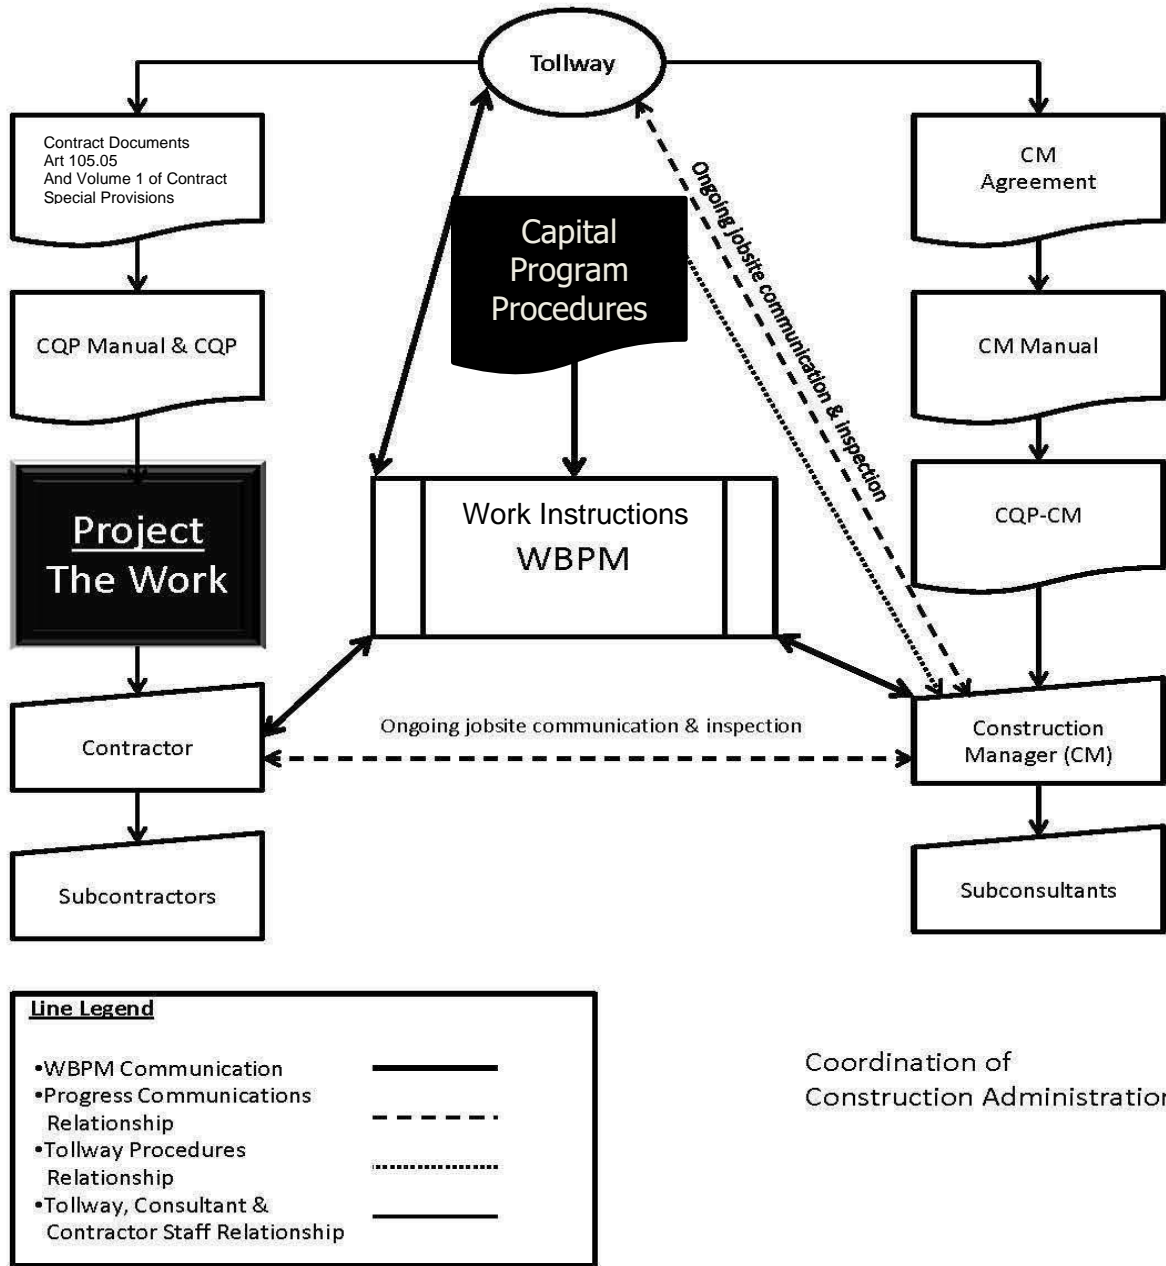 Tollway
Contract Documents
Art 105.05
And Volume 1 of Contract
Special Provisions
CM
Agreement
Capital
Program
Procedures
Ongoing jobsite communication & inspection
CQP Manual & CQP
CM Manual
Project
The Work
Work Instructions
WBPM
CQP-CM
Contractor
Ongoing jobsite communication & inspection
Construction
Manager (CM)
Subcontractors
Subconsultants
Line Legend
•WBPM Communication
•Progress Communications
Relationship
•Tollway Procedures
Relationship
•Tollway, Consultant &
Contractor Staff Relationship
Coordination of
Construction Administration